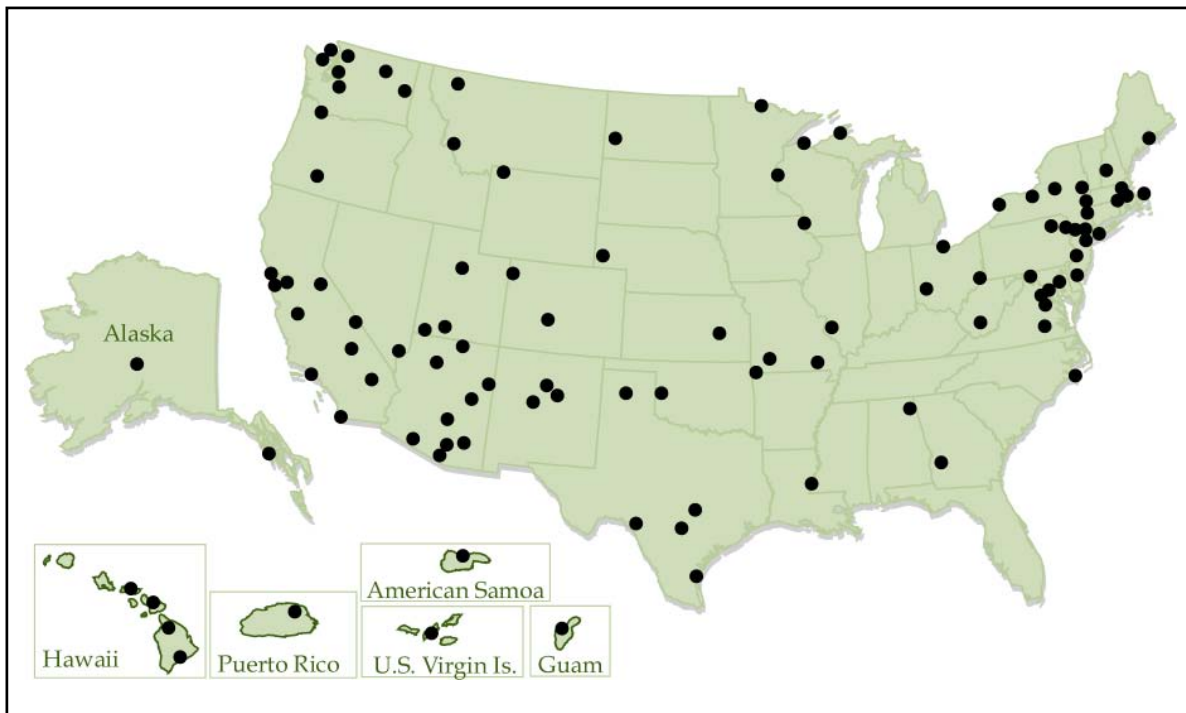 Alaska
American Samoa
Hawaii
Puerto Rico
U.S. Virgin Is.
Guam